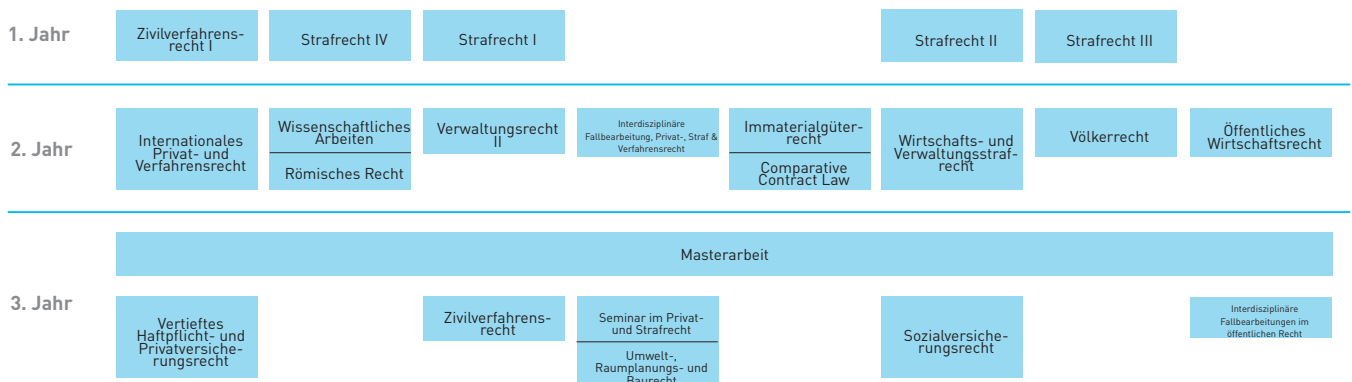 1. Jahr
Zivilverfahrens-
recht I
Strafrecht IV
Strafrecht I
Strafrecht II
Strafrecht III
2. Jahr
Internationales
Privat- und
Verfahrensrecht
Wissenschaftliches
Arbeiten
Römisches Recht
Verwaltungsrecht
II
Interdisziplinäre
Fallbearbeitung, Privat-, Straf &
Verfahrensrecht
Immaterialgüter-
recht
Comparative
Contract Law
Wirtschafts- und
Verwaltungsstraf-
recht
Völkerrecht
Öffentliches
Wirtschaftsrecht
3. Jahr
Masterarbeit
Vertieftes
Haftpflicht- und
Privatversiche-
rungsrecht
Zivilverfahrens-
recht
Seminar im Privat-
und Strafrecht
Umwelt-,
Raumplanungs- und
Baurecht
Sozialversiche-
rungsrecht
Interdisziplinäre
Fallbearbeitungen im
öffentlichen Recht